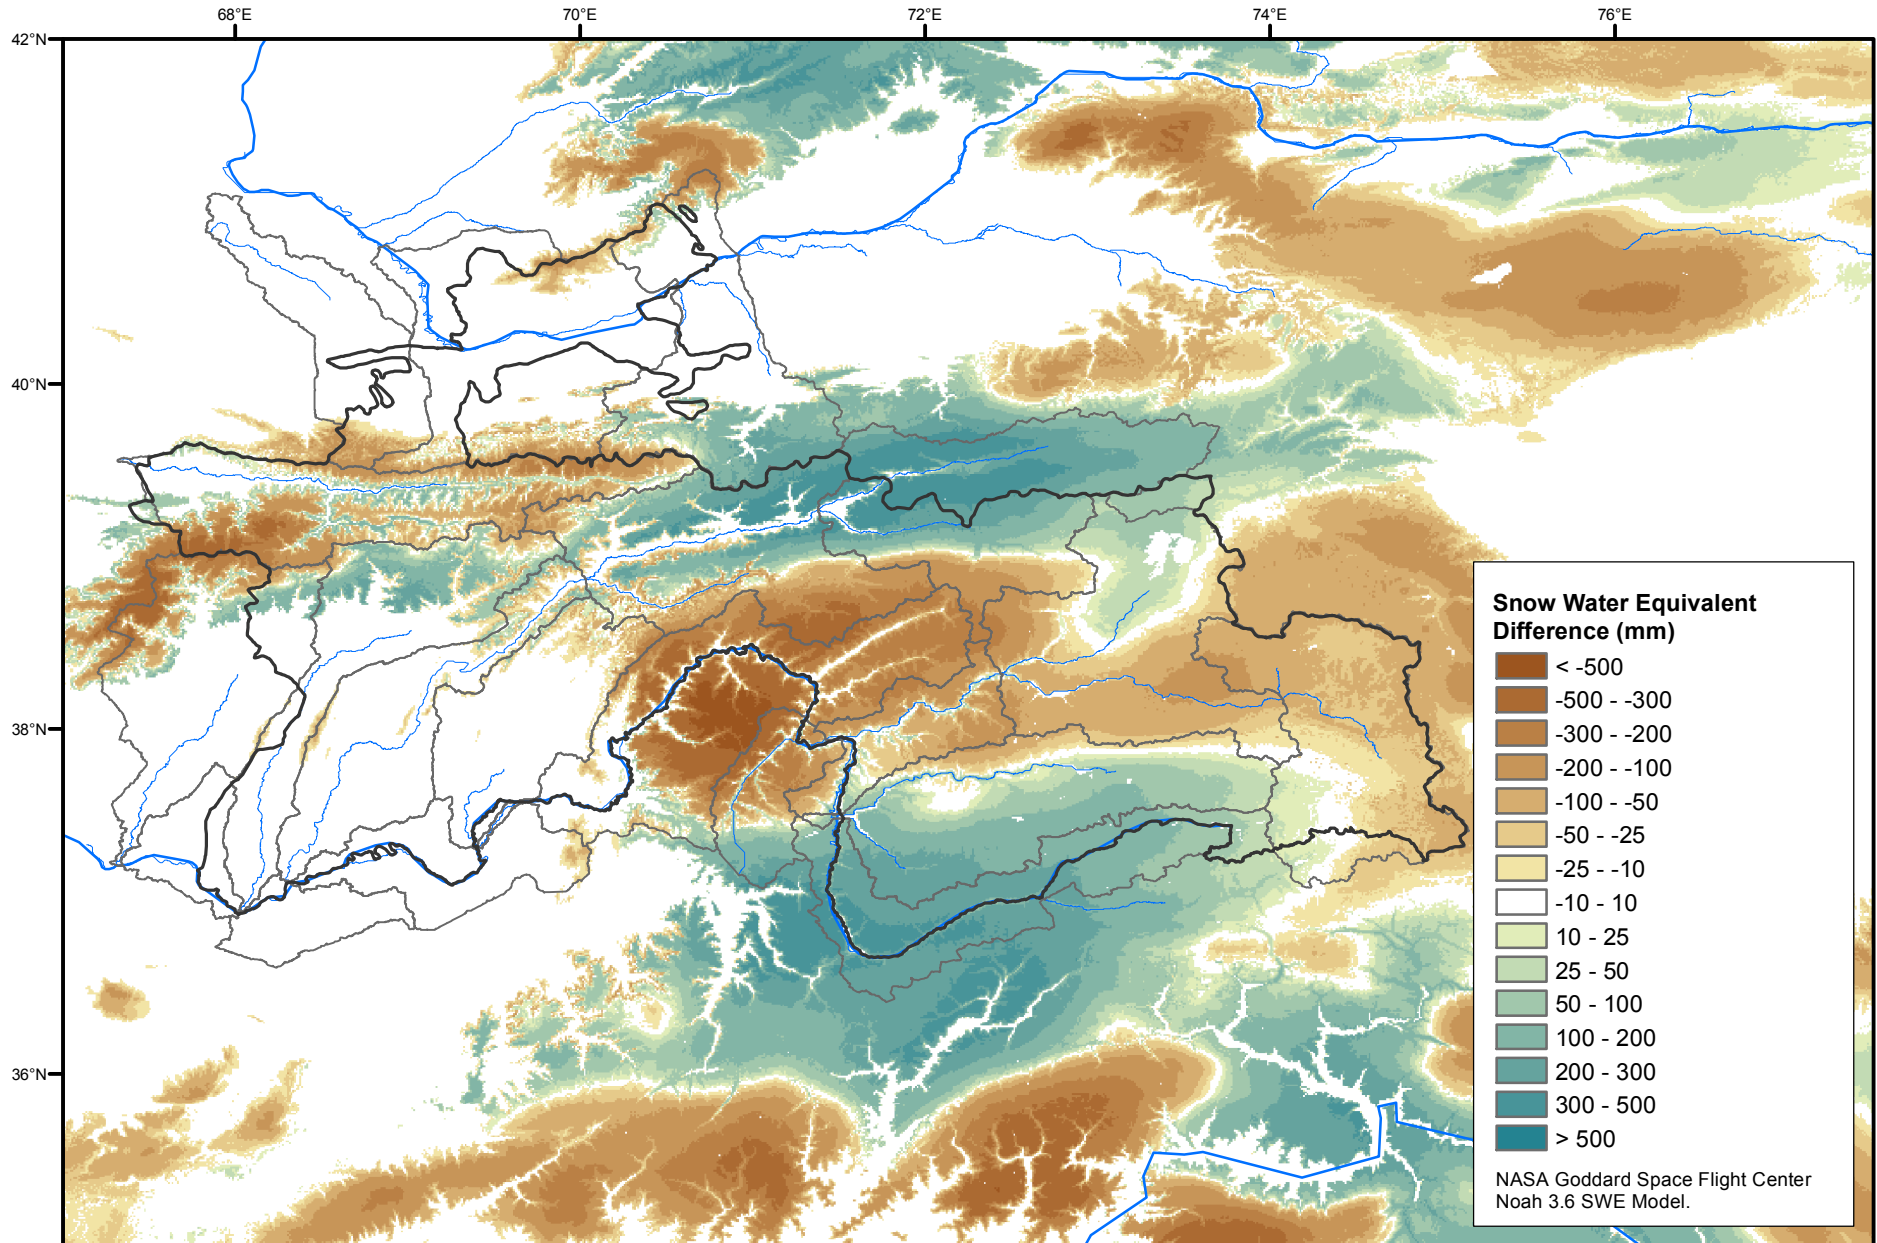 68°E
70°E
72°E
74°E
76°E
42°N
40°N
38°N
36°N
Snow Water Equivalent
Difference (mm)
< -500
-500 - -300
-300 - -200
-200 - -100
-100 - -50
-50 - -25
-25 - -10
-10 - 10
10 - 25
25 - 50
50 - 100
100 - 200
200 - 300
300 - 500
> 500
NASA Goddard Space Flight Center
Noah 3.6 SWE Model.